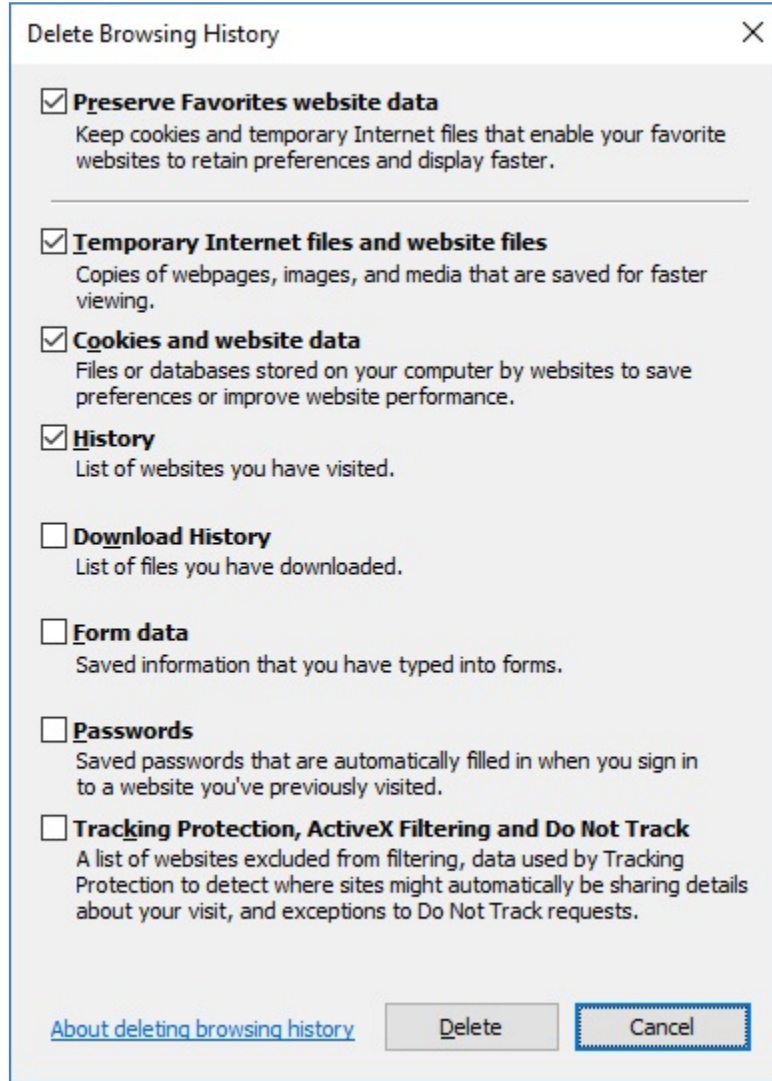 Delete Browsing History
Preserve Favorites website data
Keep cookies and temporary Internet files that enable your favorite
websites to retain preferences and display faster.
Temporary Internet files and website files
Copies of webpages, images, and media that are saved for faster
viewing.
Cookies and website data
Files or databases stored on your computer by websites to save
preferences or improve website performance.
History
List of websites you have visited.
Download History
List of files you have downloaded.
Form data
Saved information that you have typed into forms.
Passwords
Saved passwords that are automatically filled in when you sign in
to a website you've previously visited.
Tracking Protection, ActiveX Filtering and Do Not Track
A list of websites excluded from filtering, data used by Tracking
Protection to detect where sites might automatically be sharing details
about your visit, and exceptions to Do Not Track requests.
About deleting browsing history Delete Cancel